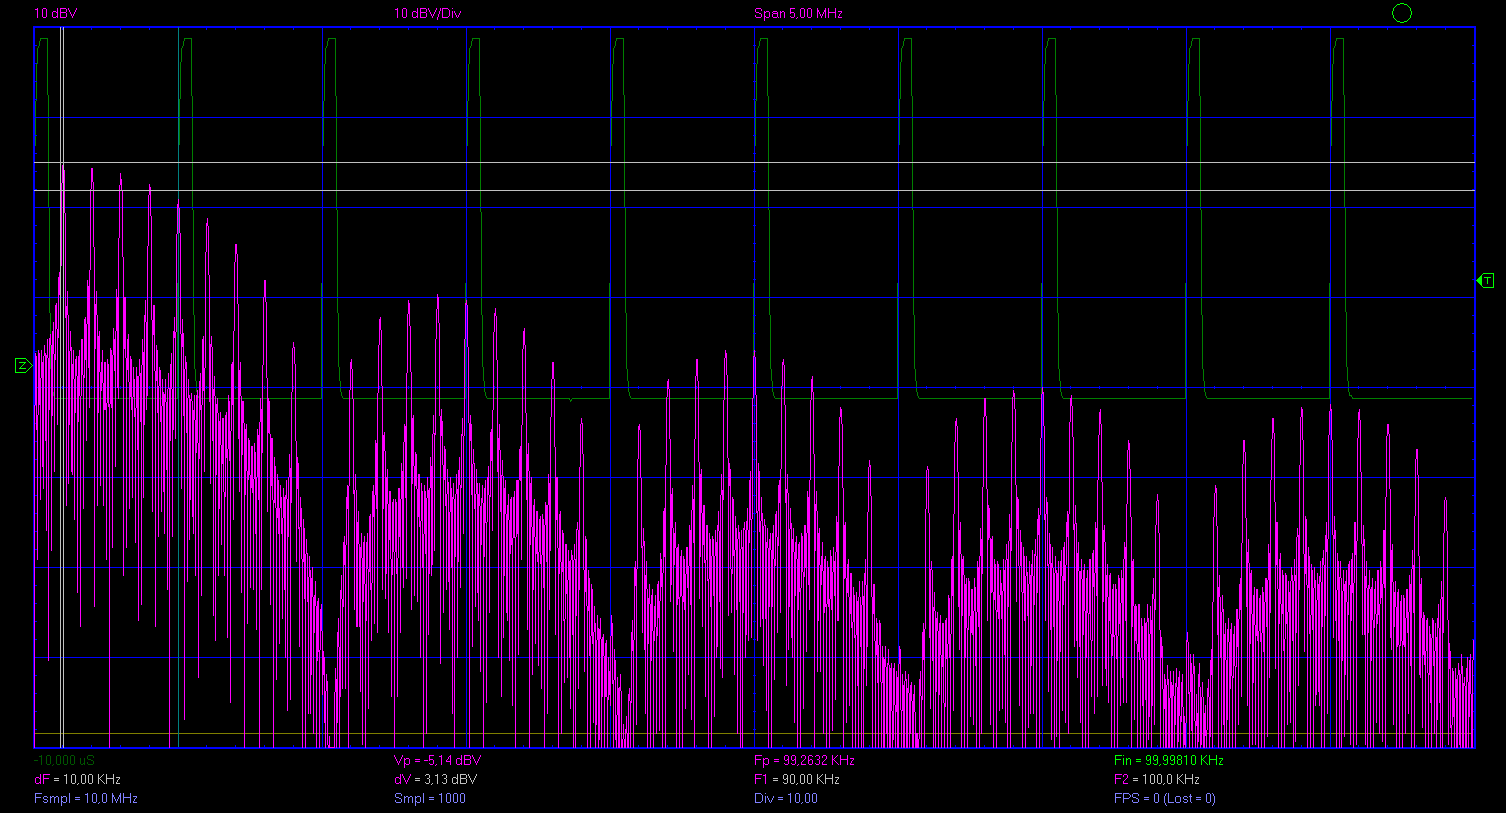 10 dBV 10 dBV/Div Span 5,00 MHz
T
Z
-10,000 uS Vp = -5,14 dBV Fp = 99,2632 KHz Fin = 99,99810 KHz
dF = 10,00 KHz dV = 3,13 dBV F1 = 90,00 KHz F2 = 100,0 KHz
Fsmpl = 10,0 MHz Smpl = 1000 Div = 10,00 FPS = 0 (Lost = 0)